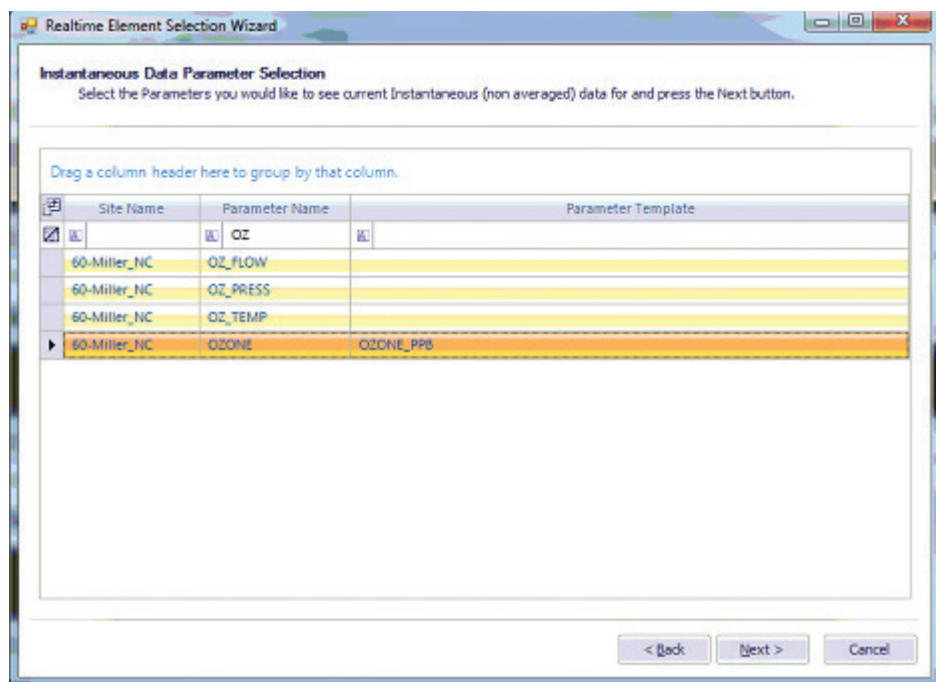 Realtime Element Selection Wizard
Instantaneous Data Parameter Selection
Select the Parameters you would like to see current Instantaneous (non averaged) data for and press the Next button.
Drag a column header here to group by that column.
Site Name Parameter Name Parameter Template
OZ
60-Miller_NC OZ_FLOW
60-Miller_NC OZ_PRESS
60-Miller_NC OZ_TEMP
60-Miller_NC OZONE OZONE_PPB
< Back Next > Cancel